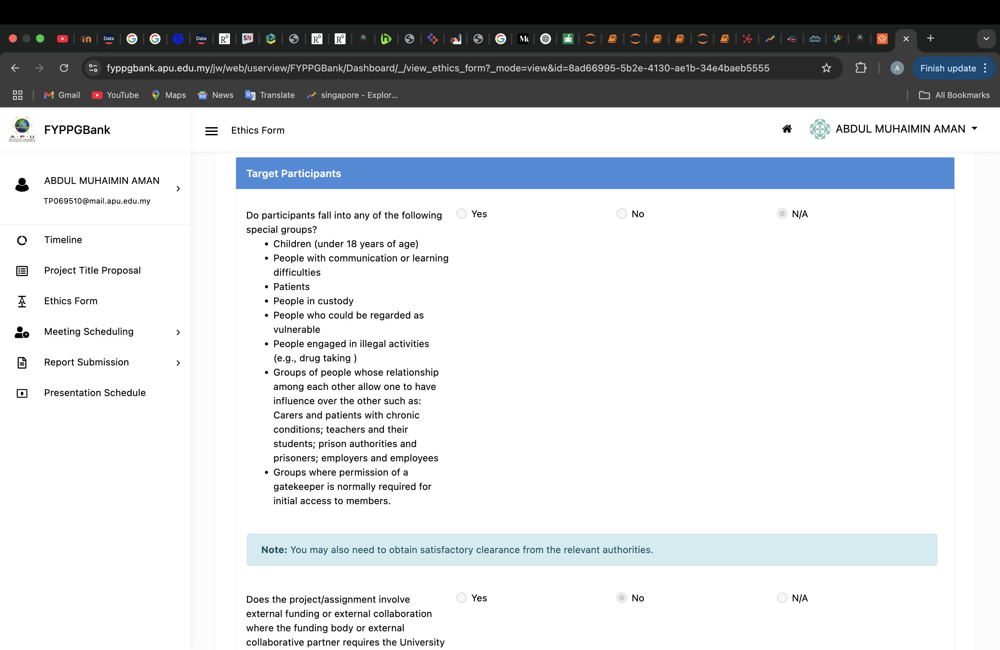 Data
Data
R^G
SN
R^G
R^G
fyppgbank.apu.edu.my/jw/web/userview/FYPPGBank/Dashboard/_/view_ethics_form?_mode=view&id=8ad66995-5b2e-4130-ae1b-34e4baeb5555
A
Finish update
Gmail
YouTube
Maps
News
Translate
singapore - Explor...
All Bookmarks
A·P·U
FYPPGBank
Ethics Form
ABDUL MUHAIMIN AMAN
ABDUL MUHAIMIN AMAN
TP069510@mail.apu.edu.my
Timeline
Project Title Proposal
Ethics Form
Meeting Scheduling
Report Submission
Presentation Schedule
Target Participants
Do participants fall into any of the following
special groups?
Yes
No
N/A
• Children (under 18 years of age)
• People with communication or learning
difficulties
• Patients
• People in custody
• People who could be regarded as
vulnerable
• People engaged in illegal activities
(e.g., drug taking )
• Groups of people whose relationship
among each other allow one to have
influence over the other such as:
Carers and patients with chronic
conditions; teachers and their
students; prison authorities and
prisoners; employers and employees
• Groups where permission of a
gatekeeper is normally required for
initial access to members.
Note: You may also need to obtain satisfactory clearance from the relevant authorities.
Does the project/assignment involve
external funding or external collaboration
where the funding body or external
collaborative partner requires the University
Yes
No
N/A